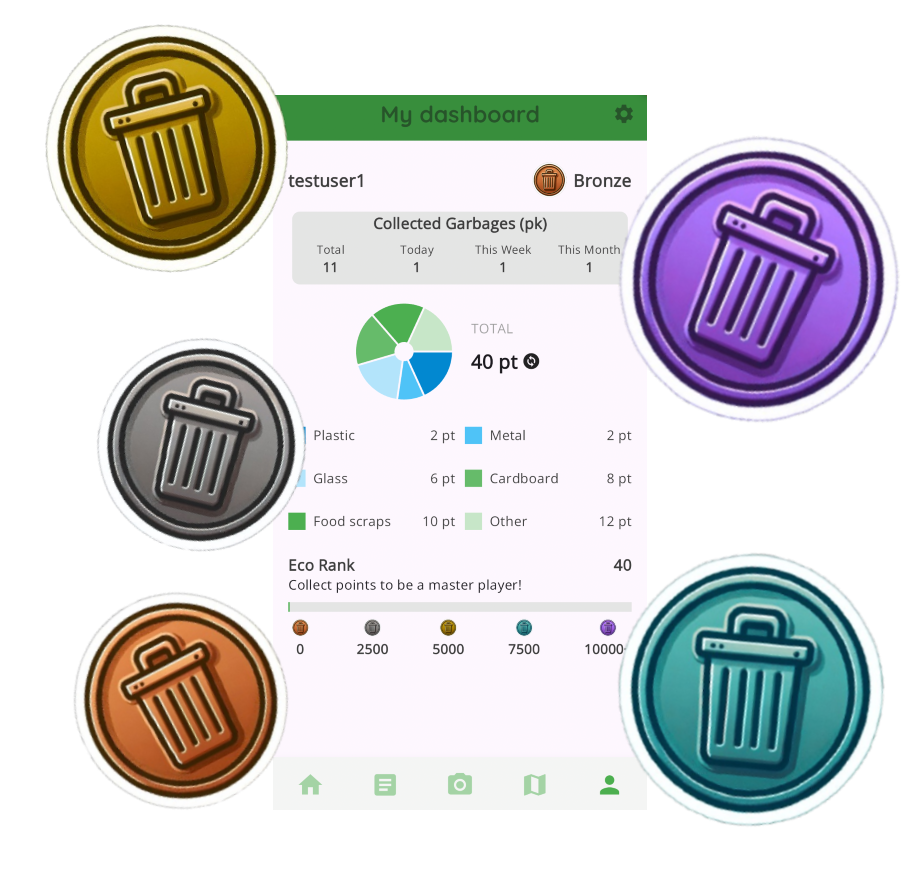 My dashboard
testuser1 Bronze
Collected Garbages (pk)
Total Today This Week This Month
11 1 1 1
TOTAL
40 pt
Plastic 2 pt Metal 2 pt
Glass 6 pt Cardboard 8 pt
Food scraps 10 pt Other 12 pt
Eco Rank 40
Collect points to be a master player!
0 2500 5000 7500 10000